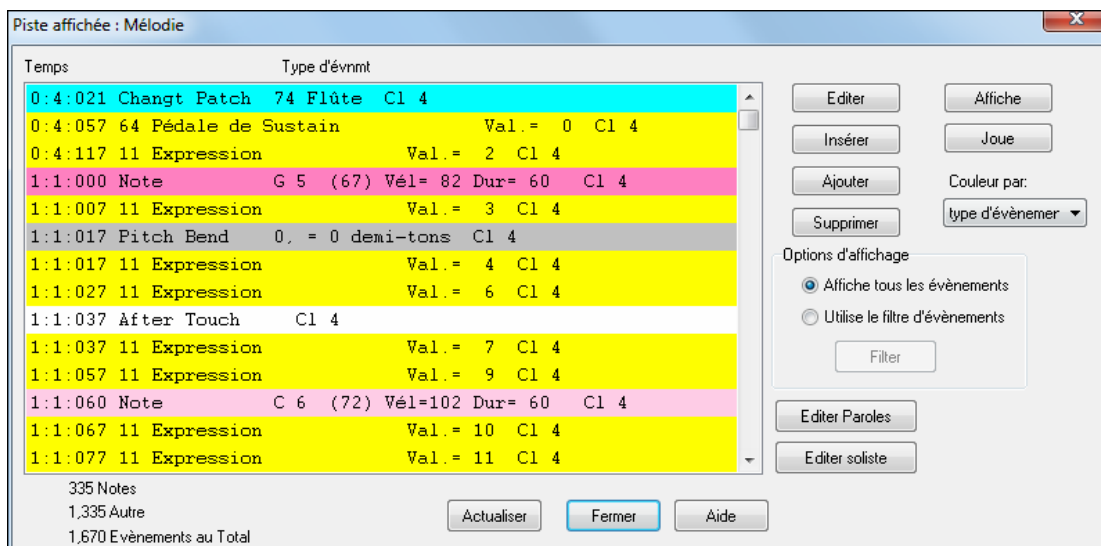 Piste affichée : Mélodie
Temps Type d'évnmt
0:4:021 Changt Patch 74 Flûte Cl 4
0:4:057 64 Pédale de Sustain Val.= 0 Cl 4
0:4:117 11 Expression Val.= 2 Cl 4
1:1:000 Note G 5 (67) Vél= 82 Dur= 60 Cl 4
1:1:007 11 Expression Val.= 3 Cl 4
1:1:017 Pitch Bend 0, = 0 demi-tons Cl 4
1:1:017 11 Expression Val.= 4 Cl 4
1:1:027 11 Expression Val.= 6 Cl 4
1:1:037 After Touch Cl 4
1:1:037 11 Expression Val.= 7 Cl 4
1:1:057 11 Expression Val.= 9 Cl 4
1:1:060 Note C 6 (72) Vél=102 Dur= 60 Cl 4
1:1:067 11 Expression Val.= 10 Cl 4
1:1:077 11 Expression Val.= 11 Cl 4
335 Notes
1,335 Autre
1,670 Evènements au Total
Editer
Insérer
Ajouter
Supprimer
Affiche
Joue
Couleur par:
type d'évènemer
Options d'affichage
Affiche tous les évènements
Utilise le filtre d'évènements
Filter
Editer Paroles
Editer soliste
Actualiser
Fermer
Aide